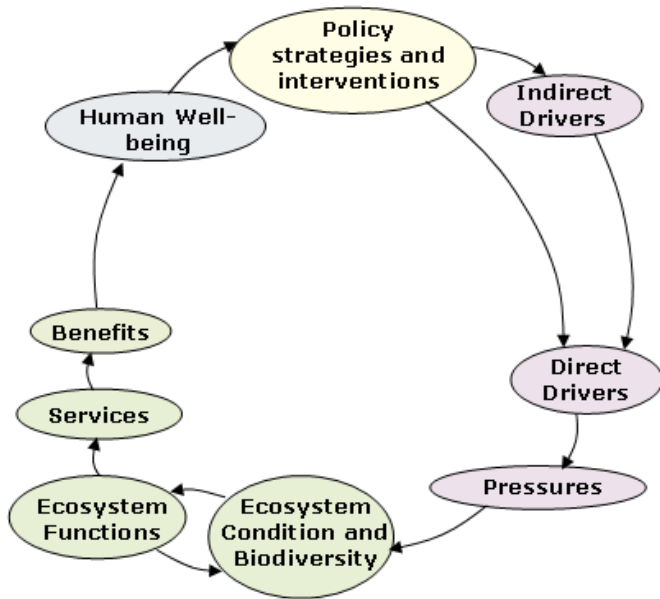 Policy
strategies and
interventions
Indirect
Drivers
Human Well-
being
Benefits
Direct
Drivers
Services
Pressures
Ecosystem
Functions
Ecosystem
Condition and
Biodiversity